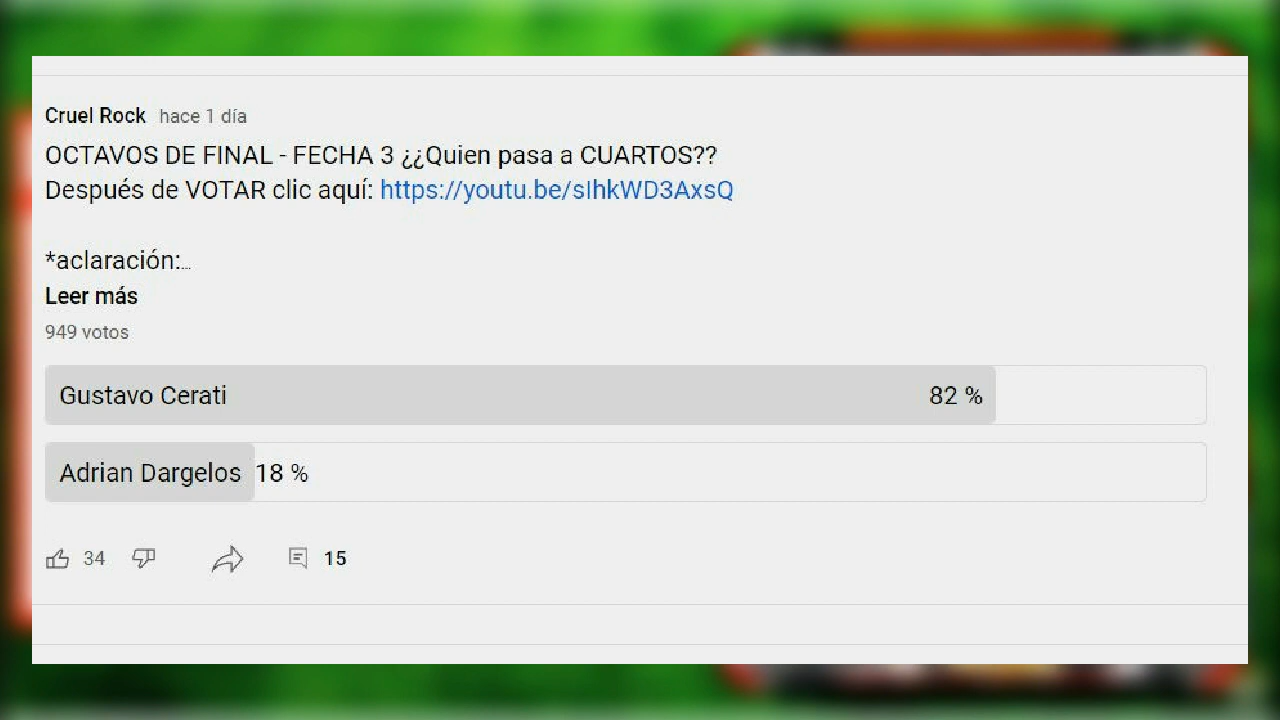 Cruel Rock hace 1 día
OCTAVOS DE FINAL - FECHA 3 ¿¿Quien pasa a CUARTOS??
Después de VOTAR clic aquí: https://youtu.be/sIhkWD3AxsQ
*aclaración:...
Leer más
949 votos
Gustavo Cerati 82 %
Adrian Dargelos 18 %
34 15